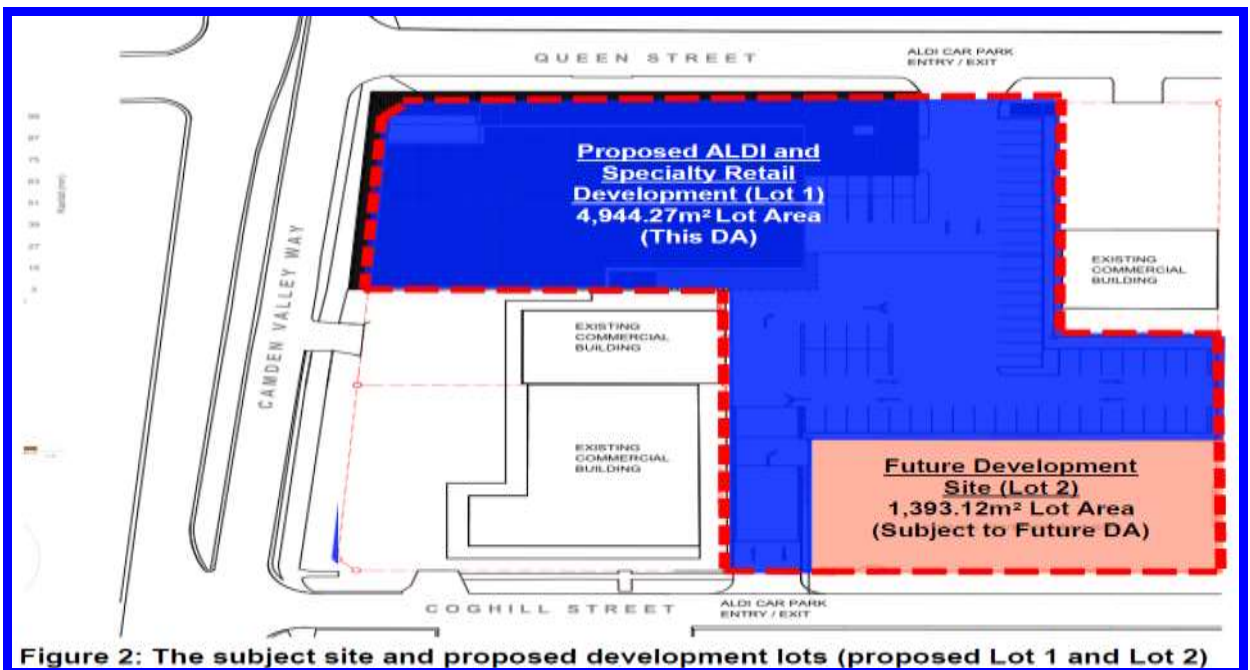 QUEEN STREET
ALDI CAR PARK
ENTRY / EXIT
Proposed ALDI and
Specialty Retail
Development (Lot 1)
4,944.27m² Lot Area
(This DA)
EXISTING
COMMERCIAL
BUILDING
CAMDEN VALLEY WAY
EXISTING
COMMERCIAL
BUILDING
EXISTING
COMMERCIAL
BUILDING
Future Development
Site (Lot 2)
1,393.12m² Lot Area
(Subject to Future DA)
COGHILL STREET
ALDI CAR PARK
ENTRY / EXIT
Figure 2: The subject site and proposed development lots (proposed Lot 1 and Lot 2)